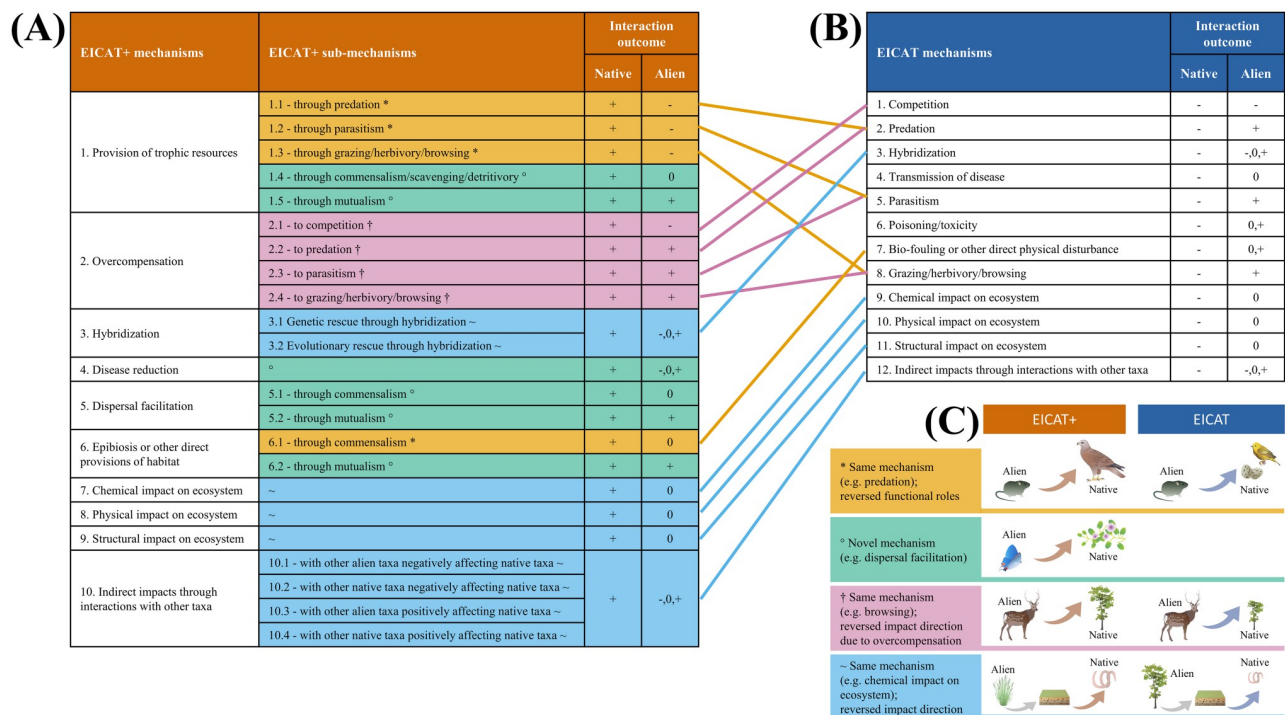 (A)
EICAT+ mechanisms
EICAT+ sub-mechanisms
Interaction
outcome
Native
Alien
1. Provision of trophic resources
1.1 - through predation *
+
-
1.2 - through parasitism *
+
-
1.3 - through grazing/herbivory/browsing *
+
-
1.4 - through commensalism/scavenging/detritivory °
+
0
1.5 - through mutualism °
+
+
2. Overcompensation
2.1 - to competition †
+
-
2.2 - to predation †
+
+
2.3 - to parasitism †
+
+
2.4 - to grazing/herbivory/browsing †
+
+
3. Hybridization
3.1 Genetic rescue through hybridization ~
3.2 Evolutionary rescue through hybridization ~
+
-,0,+
4. Disease reduction
°
+
-,0,+
5. Dispersal facilitation
5.1 - through commensalism °
+
0
5.2 - through mutualism °
+
+
6. Epibiosis or other direct
provisions of habitat
6.1 - through commensalism *
+
0
6.2 - through mutualism °
+
+
7. Chemical impact on ecosystem
~
+
0
8. Physical impact on ecosystem
~
+
0
9. Structural impact on ecosystem
~
+
0
10. Indirect impacts through
interactions with other taxa
10.1 - with other alien taxa negatively affecting native taxa ~
10.2 - with other native taxa negatively affecting native taxa ~
10.3 - with other alien taxa positively affecting native taxa ~
10.4 - with other native taxa positively affecting native taxa ~
+
-,0,+
(B)
EICAT mechanisms
Interaction
outcome
Native
Alien
1. Competition
-
-
2. Predation
-
+
3. Hybridization
-
-,0,+
4. Transmission of disease
-
0
5. Parasitism
-
+
6. Poisoning/toxicity
-
0,+
7. Bio-fouling or other direct physical disturbance
-
0,+
8. Grazing/herbivory/browsing
-
+
9. Chemical impact on ecosystem
-
0
10. Physical impact on ecosystem
-
0
11. Structural impact on ecosystem
-
0
12. Indirect impacts through interactions with other taxa
-
-,0,+
(C)
EICAT+
EICAT
* Same mechanism
(e.g. predation);
reversed functional roles
Alien
Native
Alien
Native
° Novel mechanism
(e.g. dispersal facilitation)
Alien
Native
† Same mechanism
(e.g. browsing);
reversed impact direction
due to overcompensation
Alien
Native
Alien
Native
~ Same mechanism
(e.g. chemical impact on
ecosystem);
reversed impact direction
Alien
Native
Alien
Native